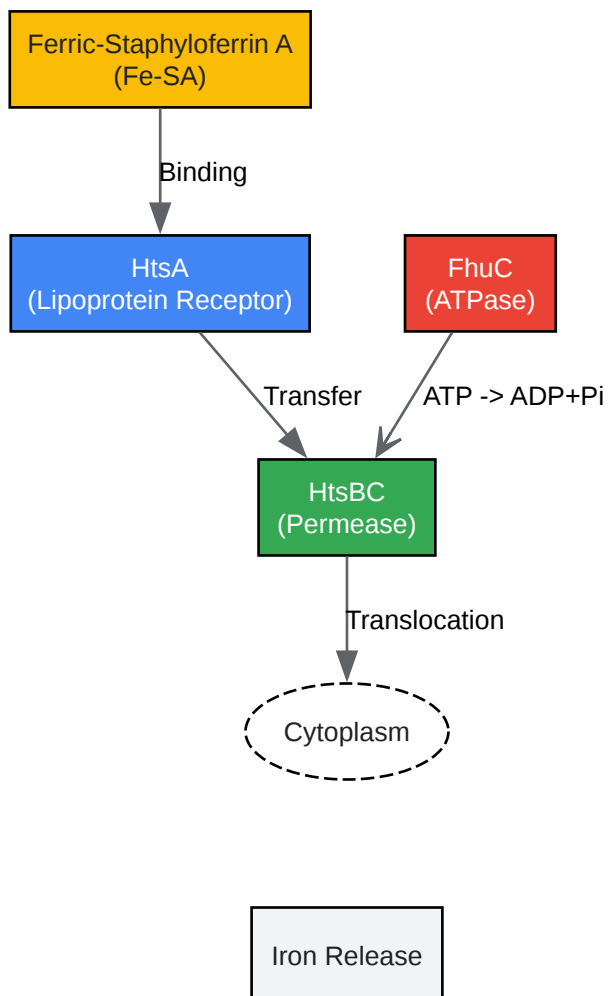 Ferric-Staphyloferrin A
(Fe-SA)
Binding
HtsA
(Lipoprotein Receptor)
FhuC
(ATPase)
Transfer
ATP -> ADP+Pi
HtsBC
(Permease)
Translocation
Cytoplasm
Iron Release